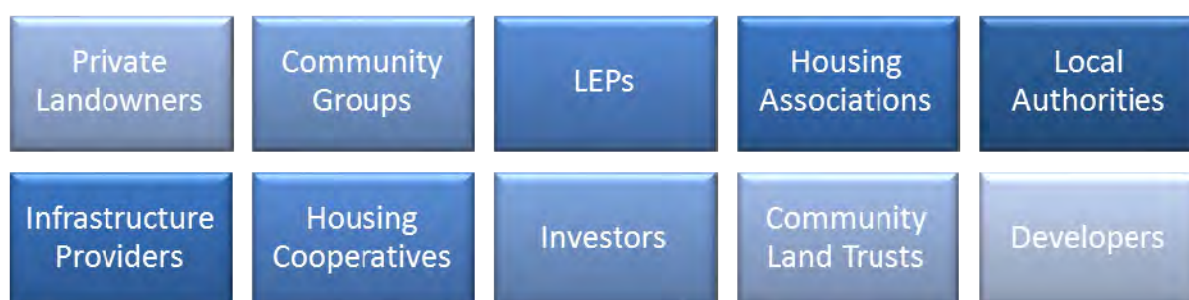 Private
Landowners
Community
Groups
LEPs
Housing
Associations
Local
Authorities
Infrastructure
Providers
Housing
Cooperatives
Investors
Community
Land Trusts
Developers